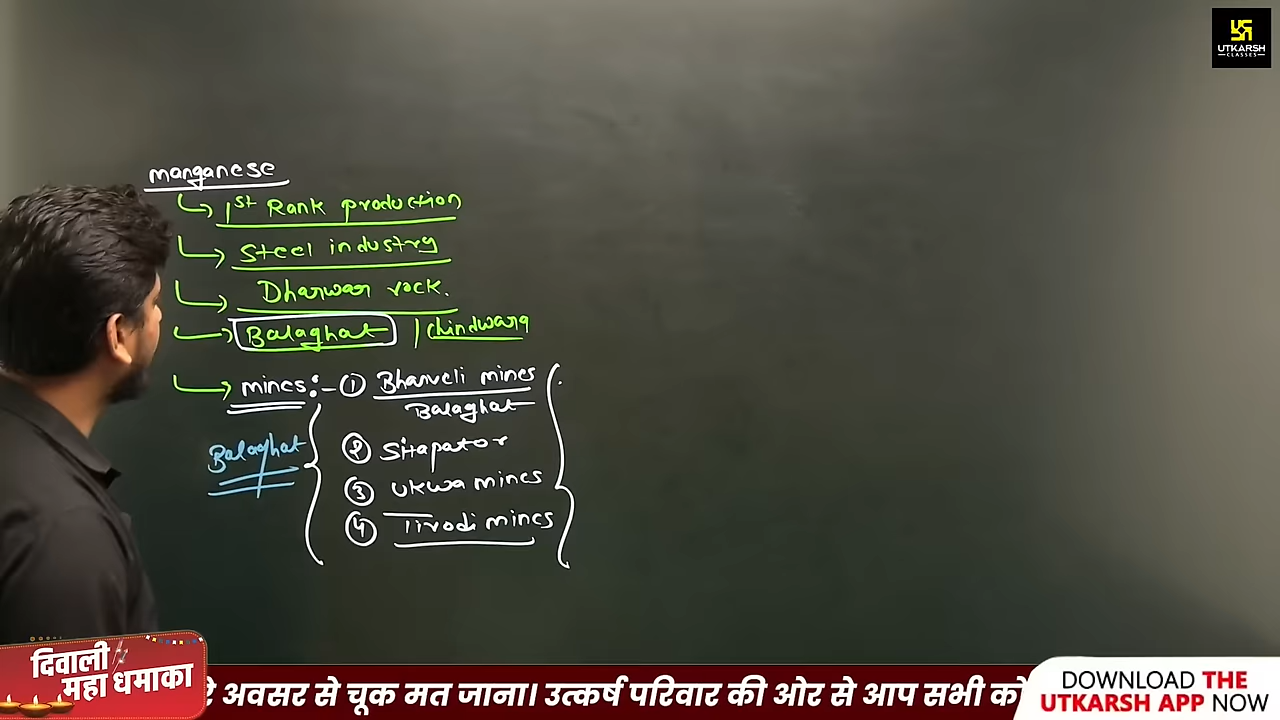 UTKARSH
CLASSES
manganese
1st Rank production
Steel industry
Dharwar rock.
Balaghat | Chindwara
mines :- ① Bharveli mines
Balaghat
Balaghat
② Sitapator
③ Ukwa mines
④ Tirodi mines
दिवाली
महा धमाका
अवसर से चूक मत जाना। उत्कर्ष परिवार की ओर से आप सभी को
DOWNLOAD THE
UTKARSH APP NOW